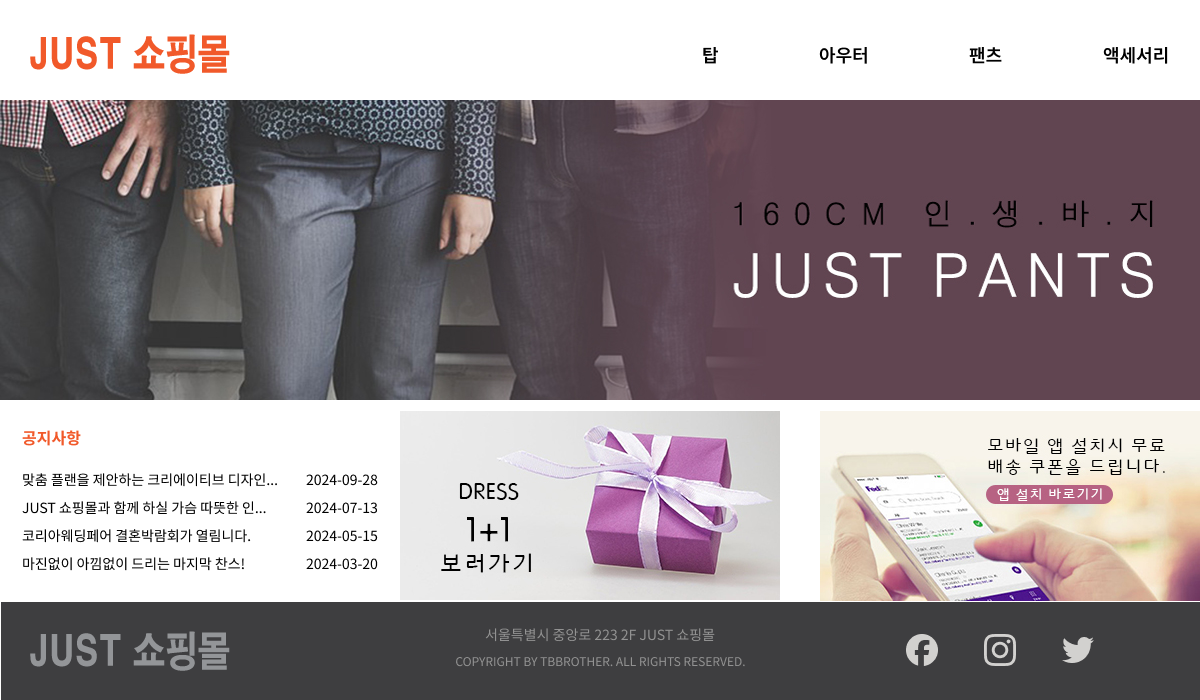 JUST 쇼핑몰
탑 아우터 팬츠 액세서리
160CM 인.생.바.지
JUST PANTS
공지사항
맞춤 플랜을 제안하는 크리에이티브 디자인... 2024-09-28
JUST 쇼핑몰과 함께 하실 가슴 따뜻한 인... 2024-07-13
코리아웨딩페어 결혼박람회가 열립니다. 2024-05-15
마진없이 아낌없이 드리는 마지막 찬스! 2024-03-20
DRESS
1+1
보러가기
모바일 앱 설치시 무료
배송 쿠폰을 드립니다.
앱 설치 바로기기
FedEx
JUST 쇼핑몰
서울특별시 중앙로 223 2F JUST 쇼핑몰
COPYRIGHT BY TBBROTHER. ALL RIGHTS RESERVED.